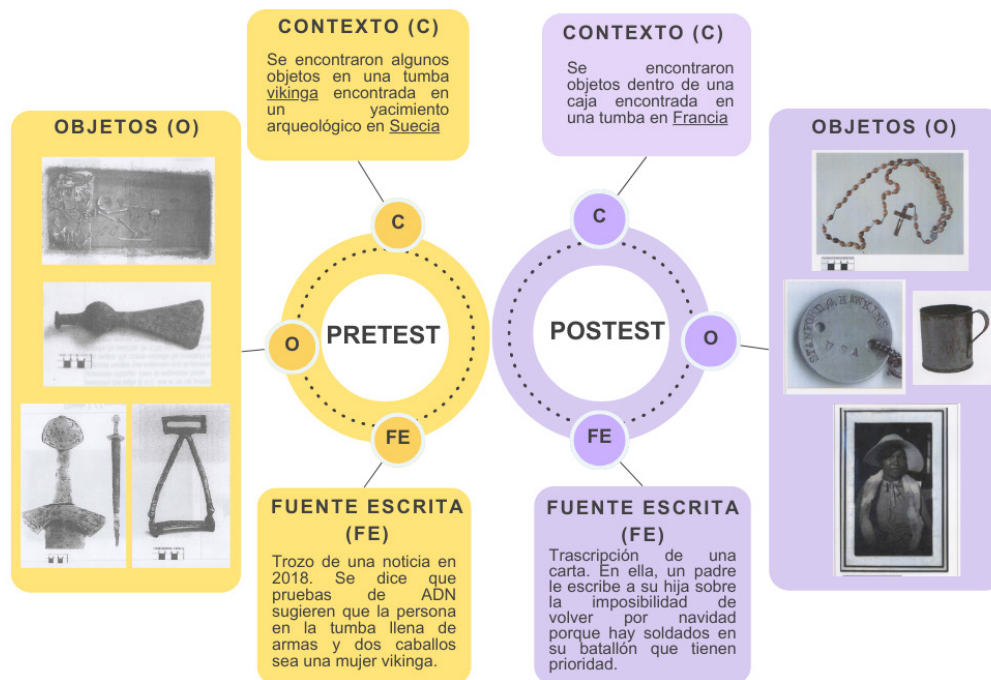 CONTEXTO (C)
Se encontraron algunos
objetos en una tumba
vikinga encontrada en
un yacimiento
arqueológico en Suecia
CONTEXTO (C)
Se encontraron
objetos dentro de una
caja encontrada en
una tumba en Francia
OBJETOS (O)
OBJETOS (O)
C
O
FE
PRETEST
C
O
FE
POSTEST
STANFORD A HAWKINS
USA
FUENTE ESCRITA
(FE)
Trozo de una noticia en
2018. Se dice que
pruebas de ADN
sugieren que la persona
en la tumba llena de
armas y dos caballos
sea una mujer vikinga.
FUENTE ESCRITA
(FE)
Trascripción de una
carta. En ella, un padre
le escribe a su hija sobre
la imposibilidad de
volver por navidad
porque hay soldados en
su batallón que tienen
prioridad.